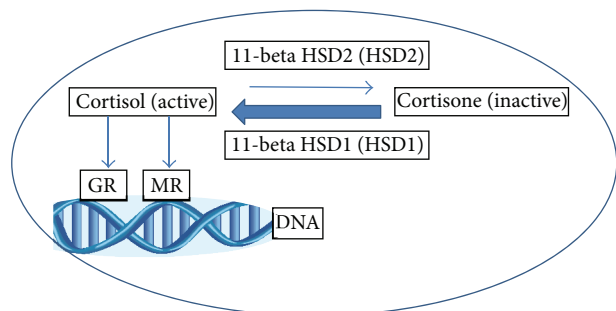 11-beta HSD2 (HSD2)
Cortisol (active)
Cortisone (inactive)
11-beta HSD1 (HSD1)
GR
MR
DNA